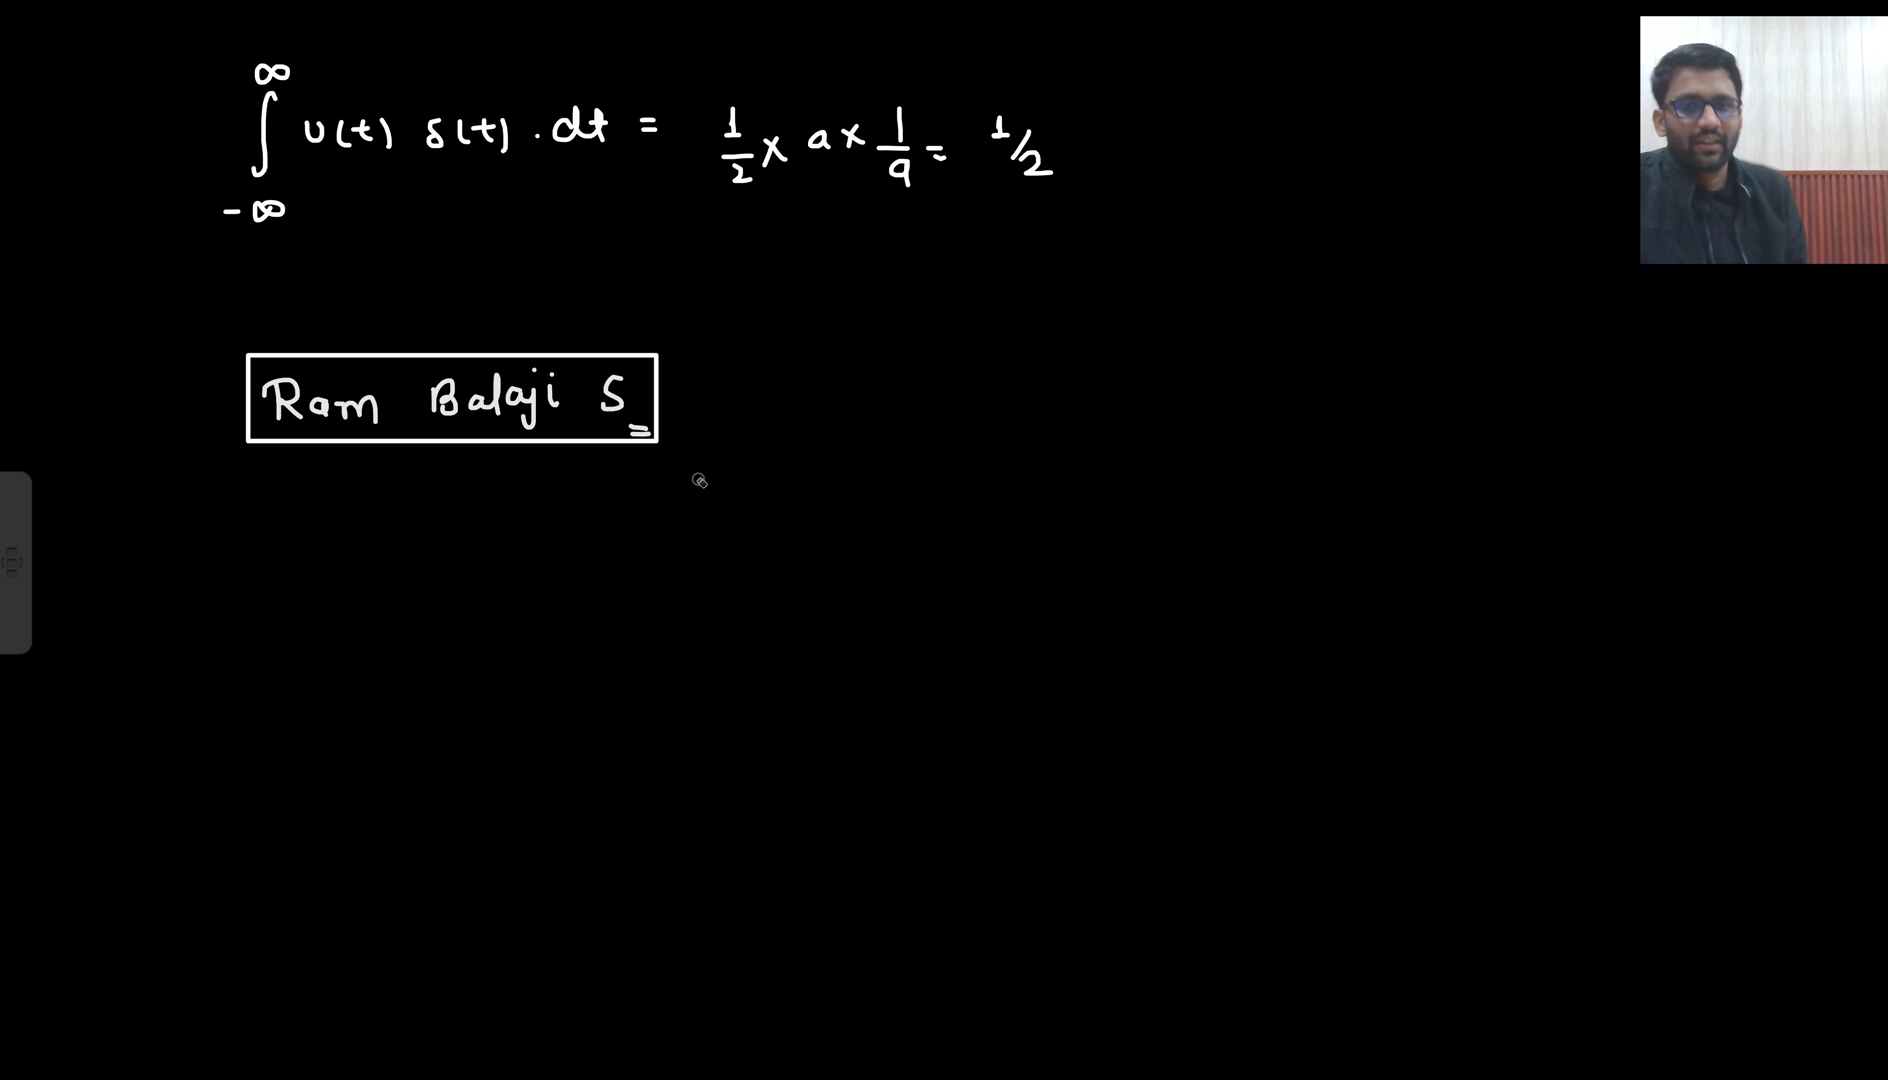 ∞
∫ u(t) δ(t) . dt = 1/2 x a x 1/a = 1/2
- ∞
Ram Balaji S